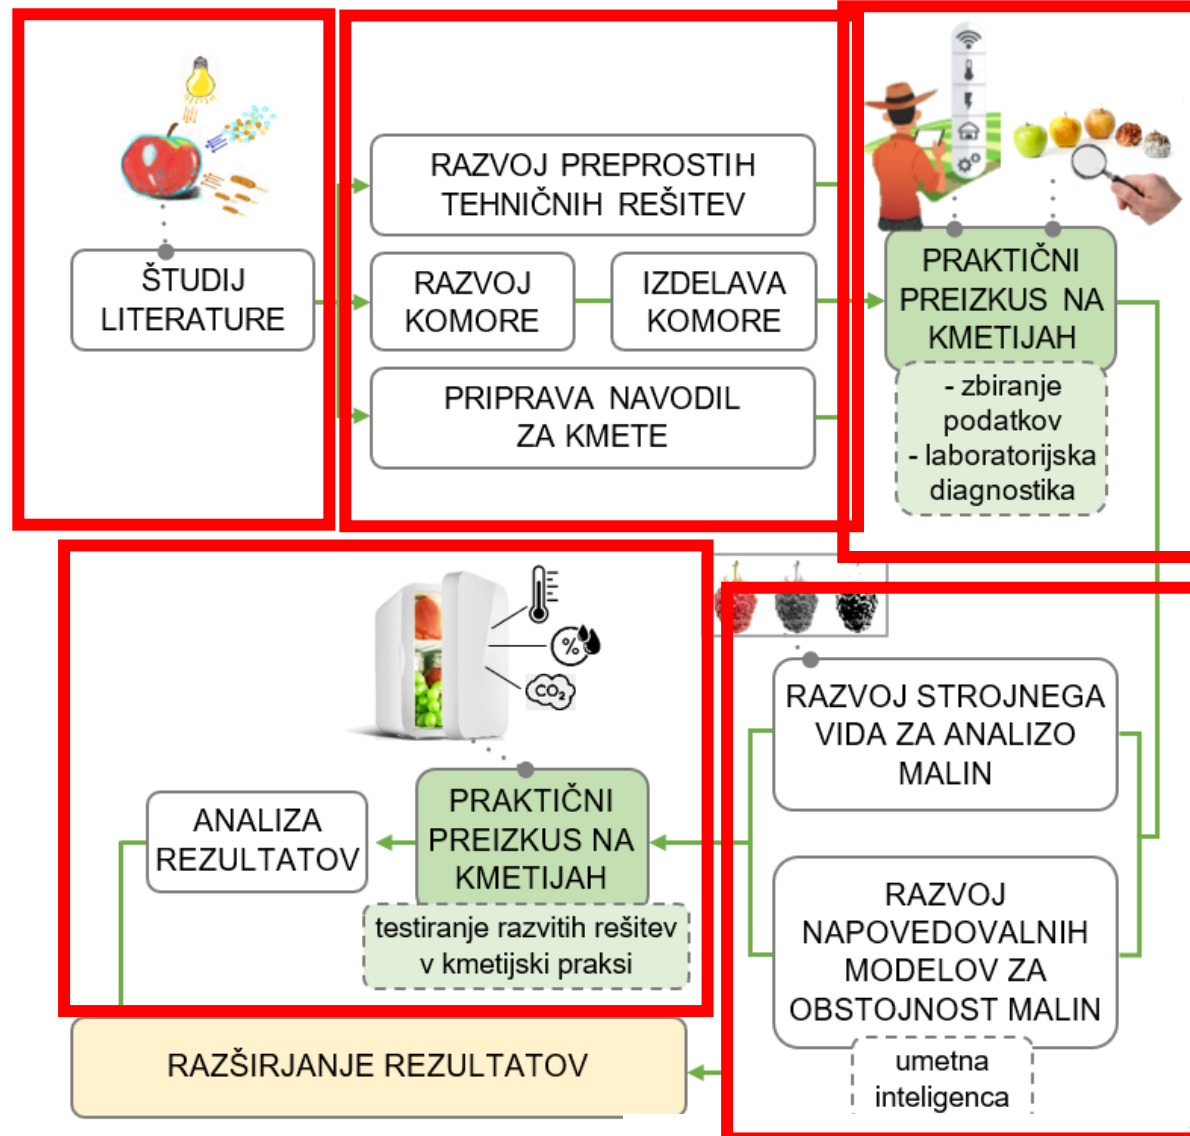 ŠTUDIJ
LITERATURE
RAZVOJ PREPROSTIH
TEHNIČNIH REŠITEV
RAZVOJ
KOMORE
IZDELAVA
KOMORE
PRIPRAVA NAVODIL
ZA KMETE
PRAKTIČNI
PREIZKUS NA
KMETIJAH
- zbiranje
podatkov
- laboratorijska
diagnostika
RAZVOJ STROJNEGA
VIDA ZA ANALIZO
MALIN
RAZVOJ
NAPOVEDOVALNIH
MODELOV ZA
OBSTOJNOST MALIN
umetna
inteligenca
%
CO₂
PRAKTIČNI
PREIZKUS NA
KMETIJAH
testiranje razvitih rešitev
v kmetijski praksi
ANALIZA
REZULTATOV
RAZŠIRJANJE REZULTATOV